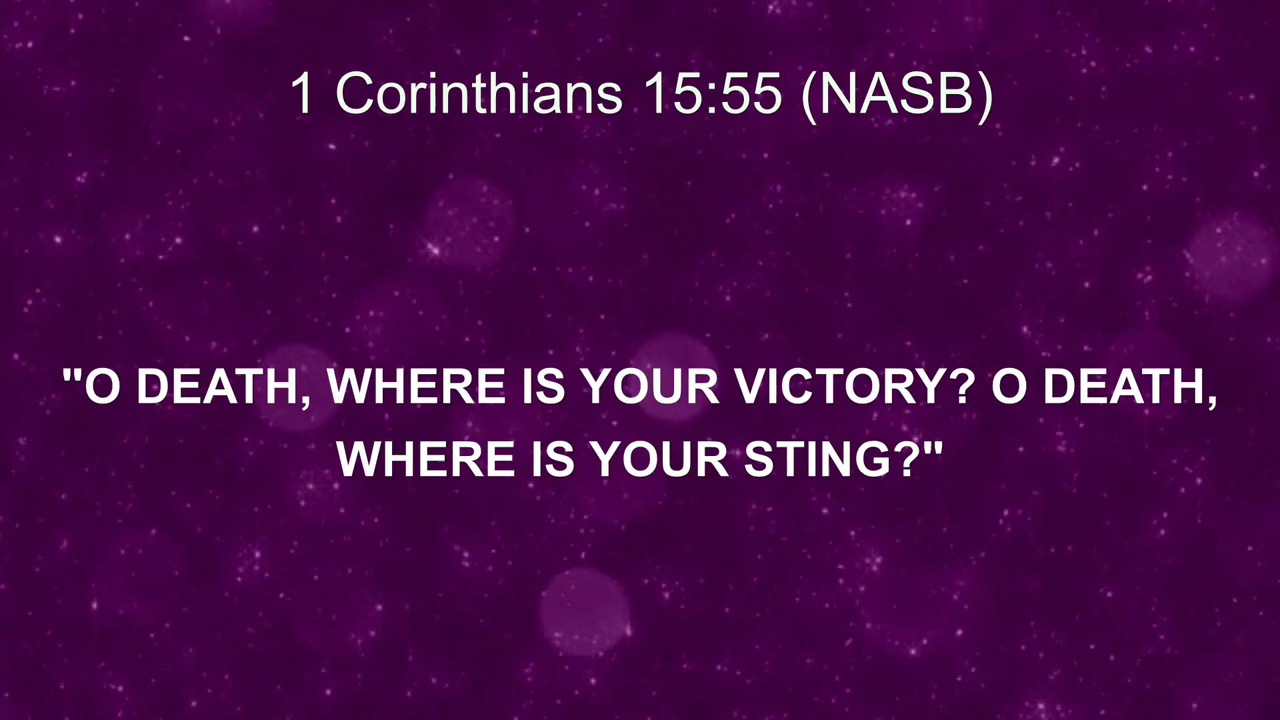 1 Corinthians 15:55 (NASB)
"O DEATH, WHERE IS YOUR VICTORY? O DEATH,
WHERE IS YOUR STING?"